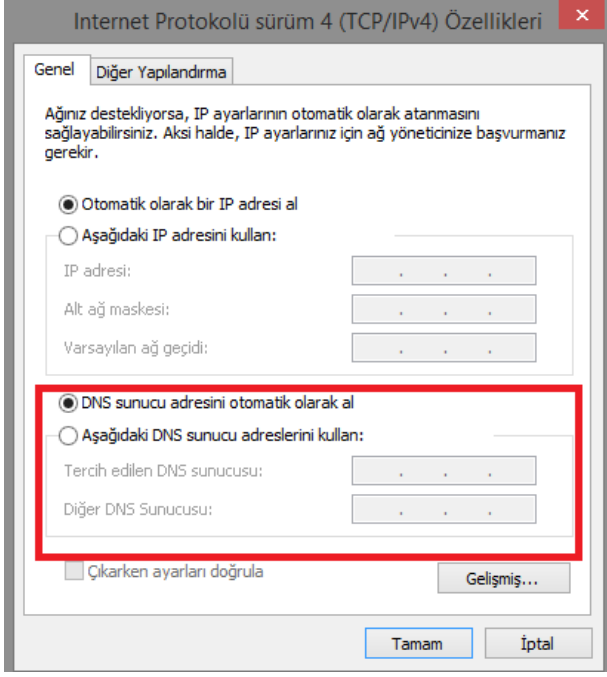 Internet Protokolü sürüm 4 (TCP/IPv4) Özellikleri
Genel
Diğer Yapılandırma
Ağınız destekliyorsa, IP ayarlarının otomatik olarak atanmasını
sağlayabilirsiniz. Aksi halde, IP ayarlarınız için ağ yöneticinize başvurmanız
gerekir.
Otomatik olarak bir IP adresi al
Aşağıdaki IP adresini kullan:
IP adresi:
Alt ağ maskesi:
Varsayılan ağ geçidi:
DNS sunucu adresini otomatik olarak al
Aşağıdaki DNS sunucu adreslerini kullan:
Tercih edilen DNS sunucusu:
Diğer DNS Sunucusu:
Çıkarken ayarları doğrula
Gelişmiş...
Tamam
İptal